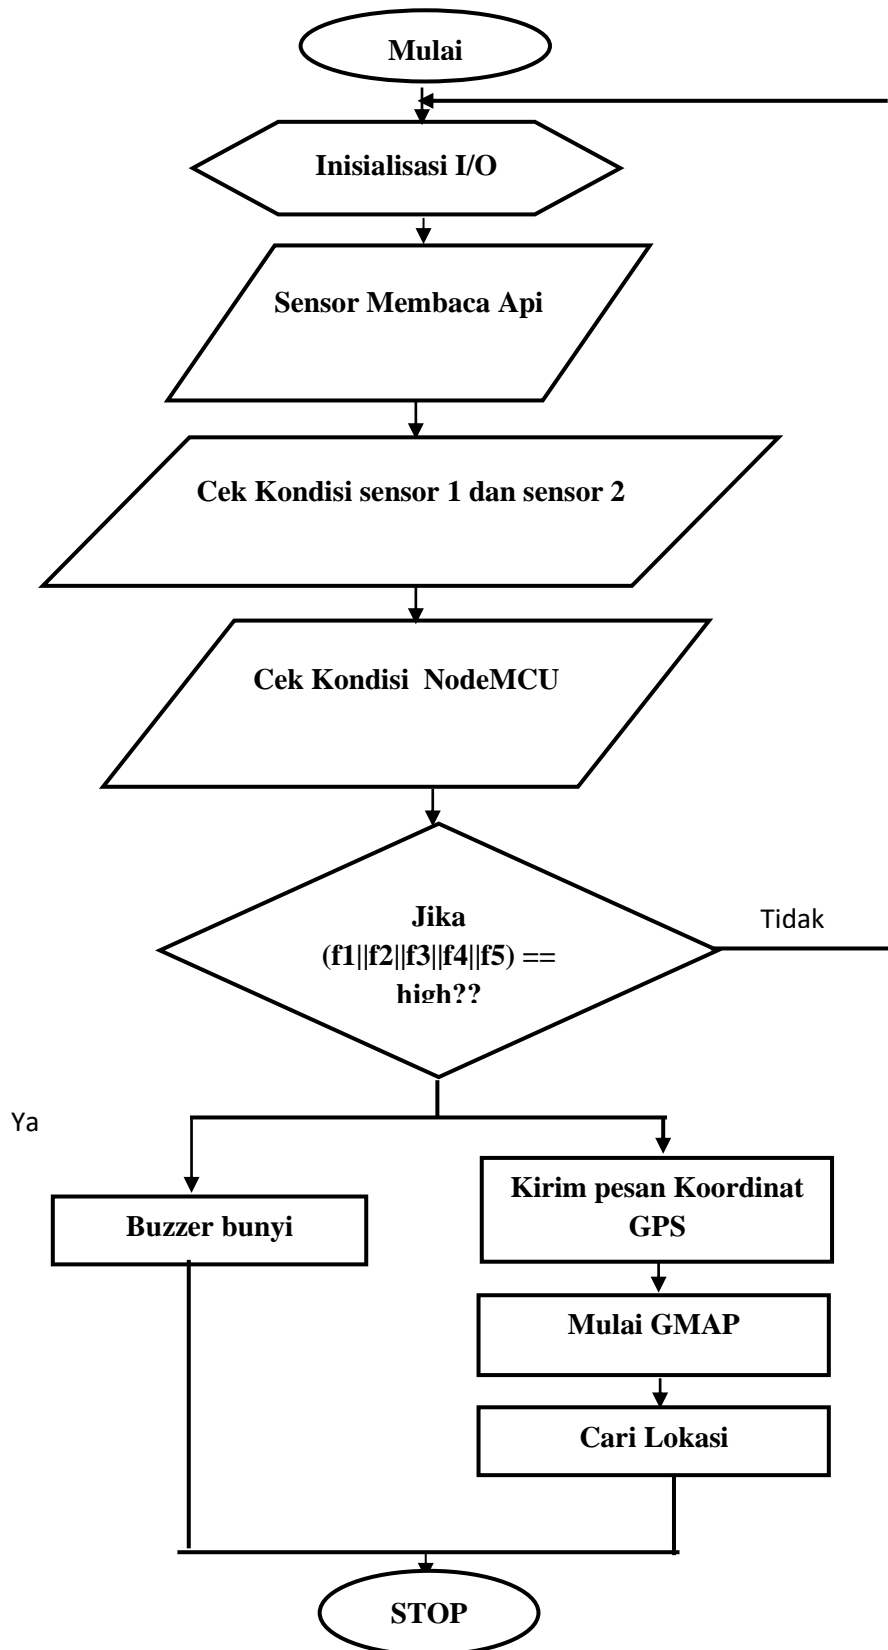 Mulai
Inisialisasi I/O
Sensor Membaca Api
Cek Kondisi sensor 1 dan sensor 2
Cek Kondisi  NodeMCU
Jika
(f1||f2||f3||f4||f5) ==
high??
Tidak
Ya
Buzzer bunyi
Kirim pesan Koordinat
GPS
Mulai GMAP
Cari Lokasi
STOP